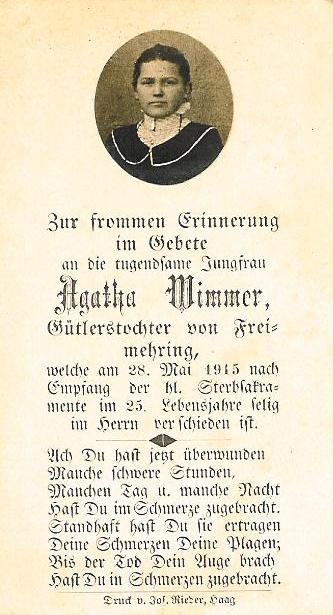 Zur frommen Erinnerung
im Gebete
an die tugendsame Jungfrau
Agatha Wimmer,
Gütlerstochter von Frei-
mehring,
welche am 28. Mai 1915 nach
Empfang der hl. Sterbsakra-
mente im 25. Lebensjahre selig
im Herrn verschieden ist.
Ach Du hast jetzt überwunden
Manche schwere Stunden,
Manchen Tag u. manche Nacht
Hast Du im Schmerze zugebracht.
Standhaft hast Du sie ertragen
Deine Schmerzen Deine Plagen;
Bis der Tod Dein Auge brach
Hast Du in Schmerzen zugebracht.
Druck v. Jos. Rieder, Haag